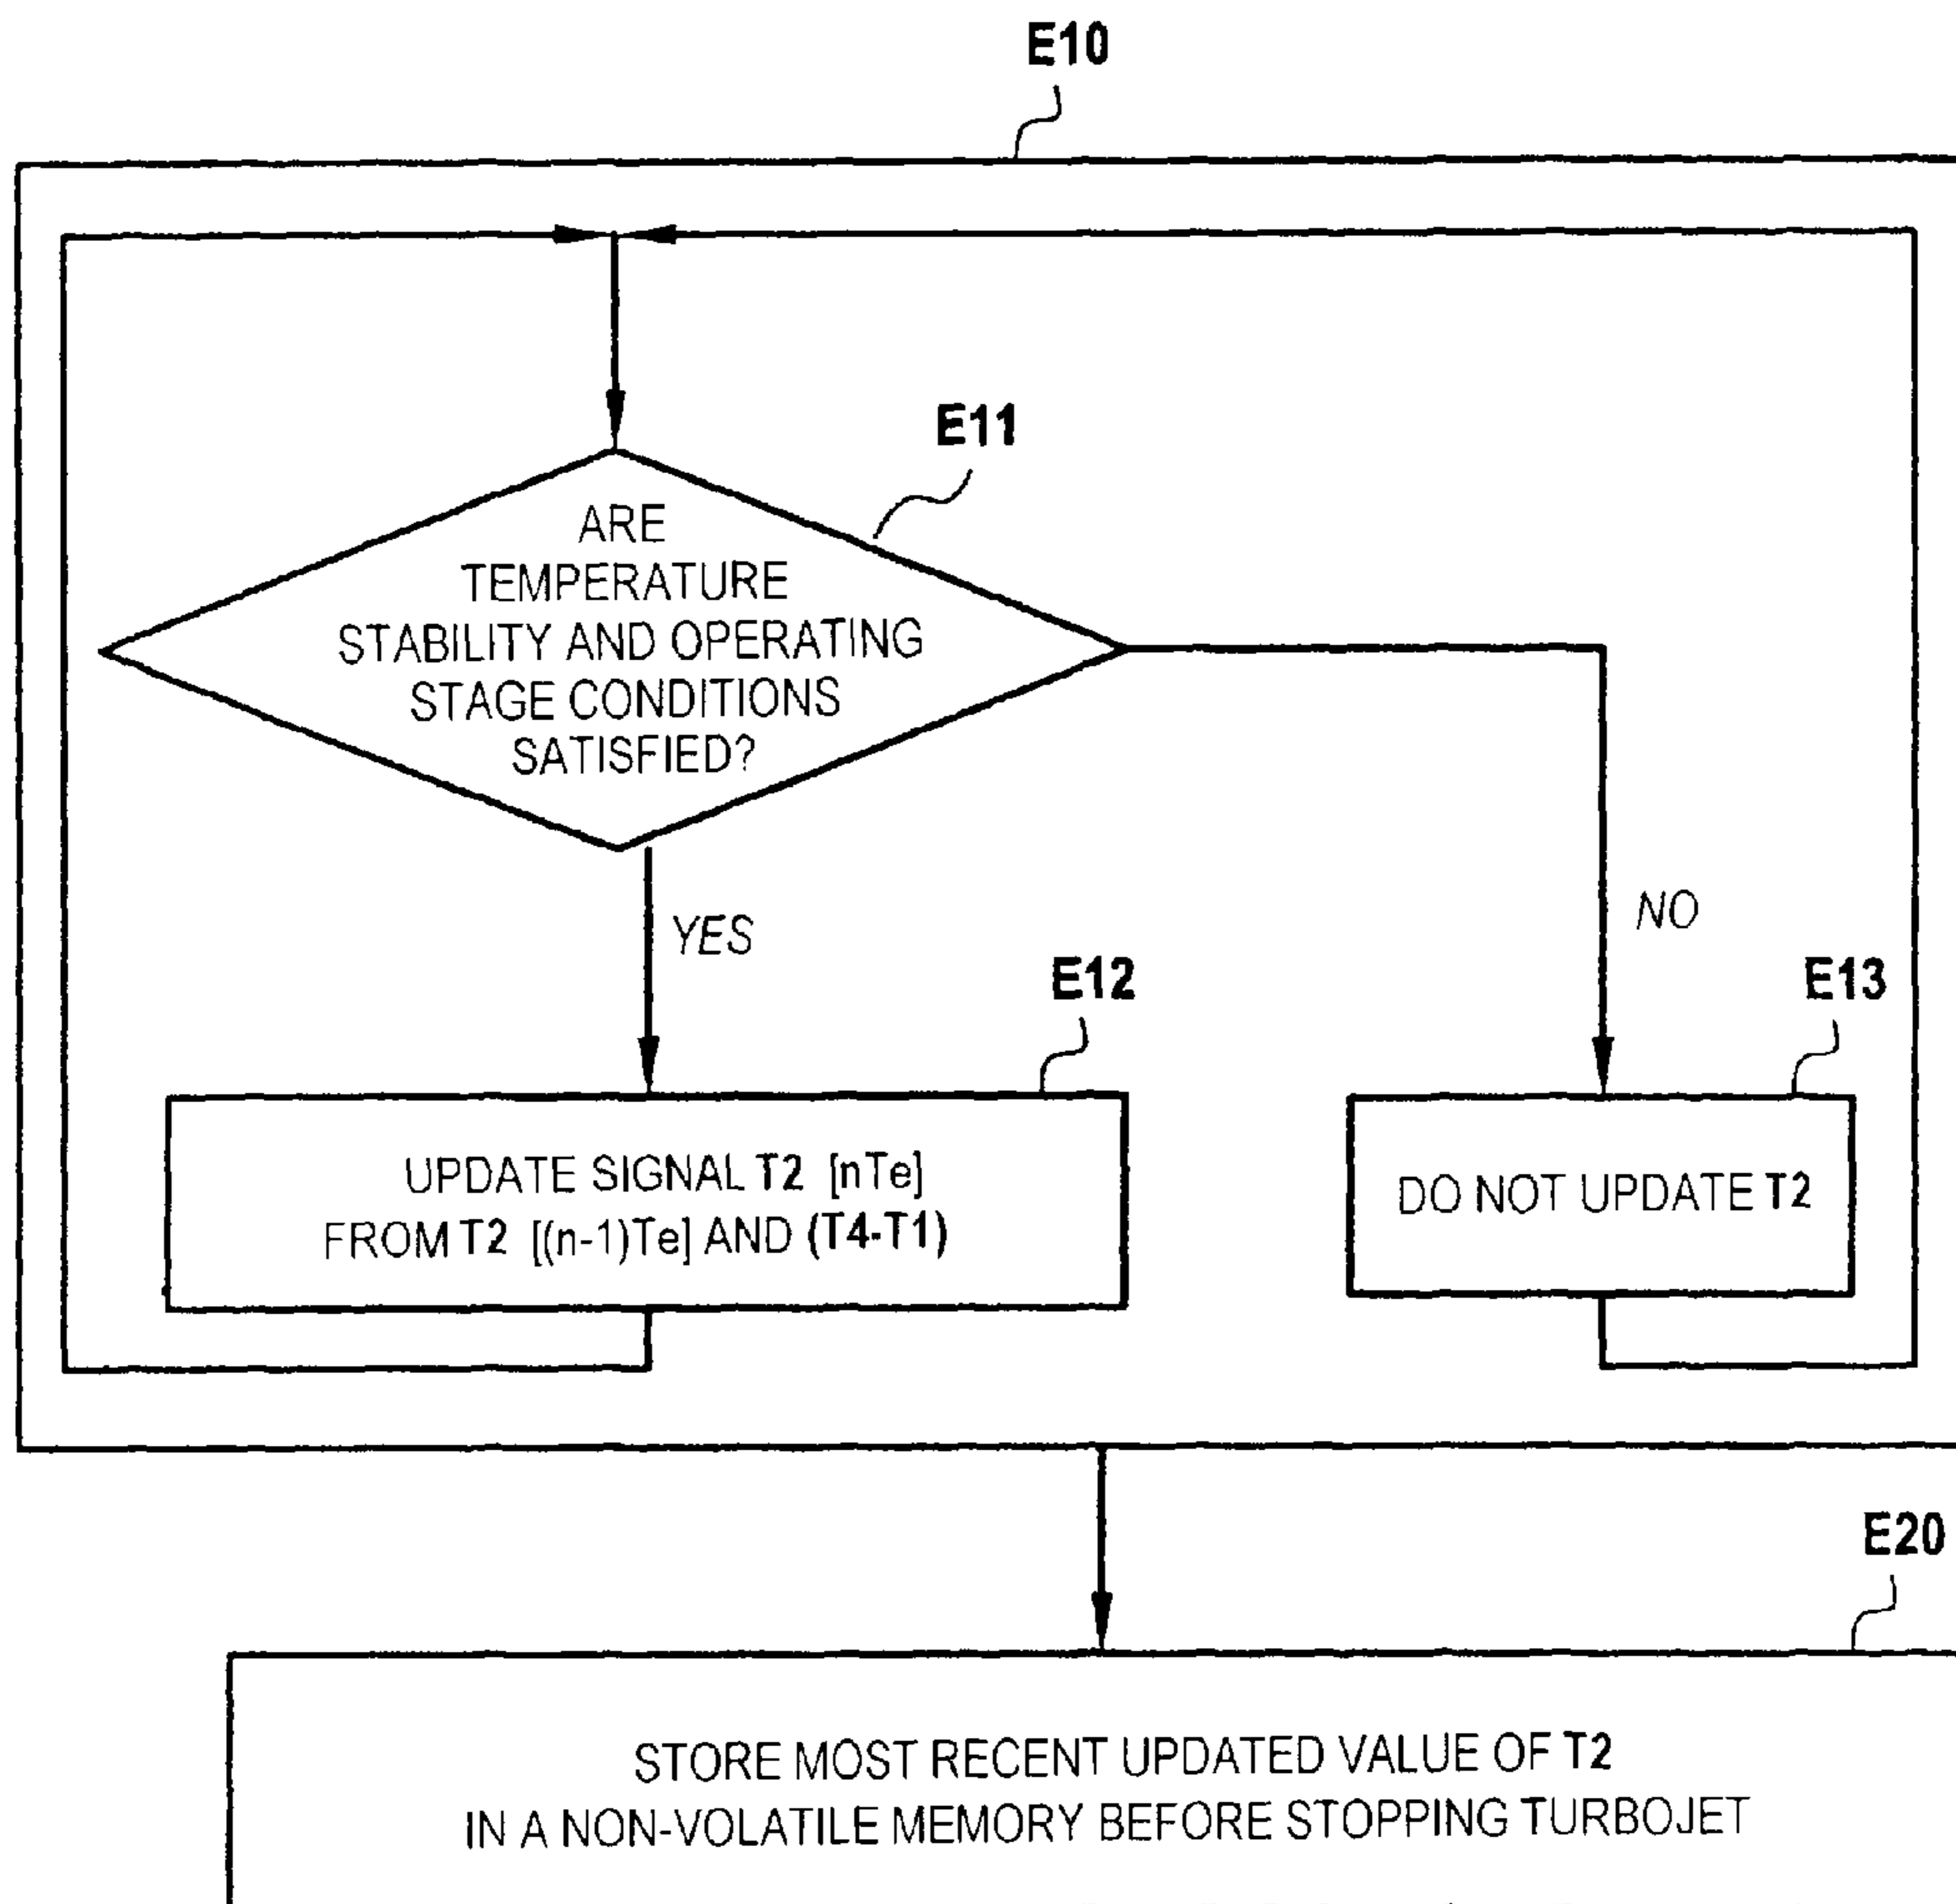 E10
E11
ARE
TEMPERATURE
STABILITY AND OPERATING
STAGE CONDITIONS
SATISFIED?
YES
NO
E12
E13
UPDATE SIGNAL T2 [nTe]
FROM T2 [(n-1)Te] AND (T4-T1)
DO NOT UPDATE T2
E20
STORE MOST RECENT UPDATED VALUE OF T2
IN A NON-VOLATILE MEMORY BEFORE STOPPING TURBOJET